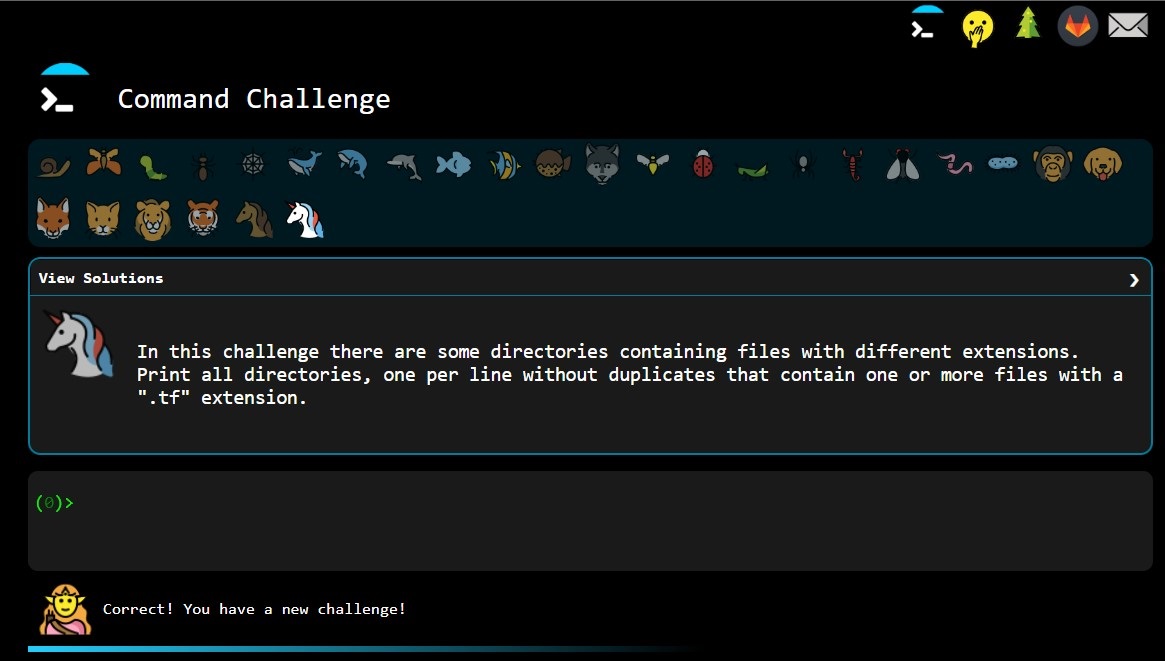 Command Challenge
View Solutions
In this challenge there are some directories containing files with different extensions.
Print all directories, one per line without duplicates that contain one or more files with a
".tf" extension.
(0)>
Correct! You have a new challenge!